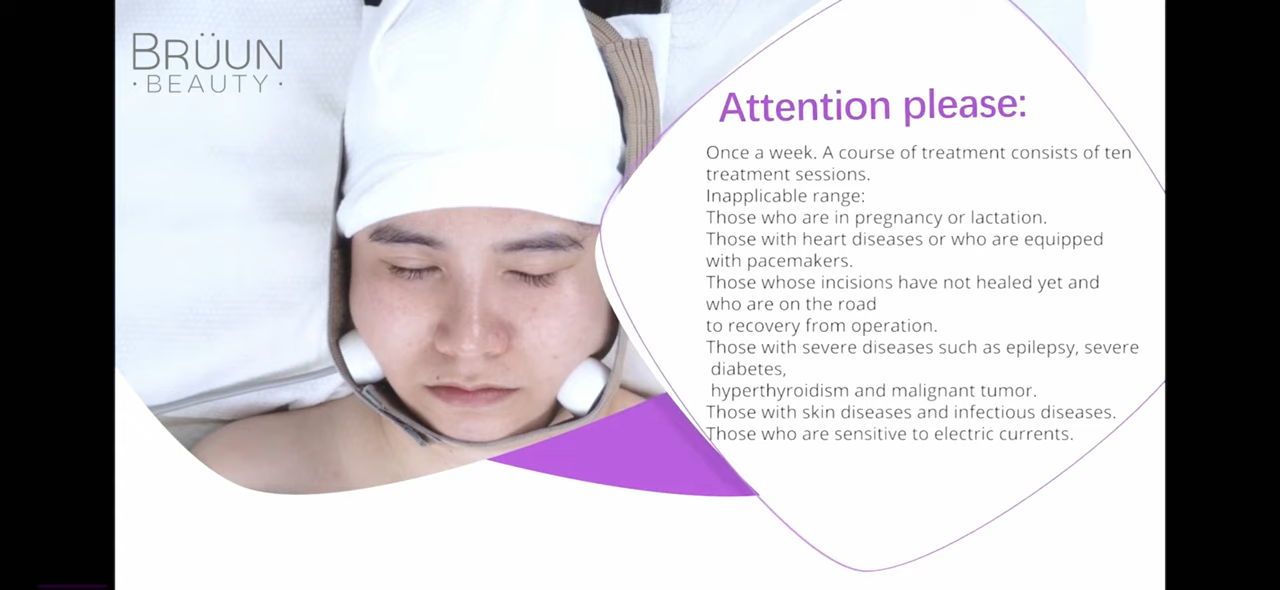 BRÜUN
·BEAUTY·
Attention please:
Once a week. A course of treatment consists of ten
treatment sessions.
Inapplicable range:
Those who are in pregnancy or lactation.
Those with heart diseases or who are equipped
with pacemakers.
Those whose incisions have not healed yet and
who are on the road
to recovery from operation.
Those with severe diseases such as epilepsy, severe
diabetes,
hyperthyroidism and malignant tumor.
Those with skin diseases and infectious diseases.
Those who are sensitive to electric currents.